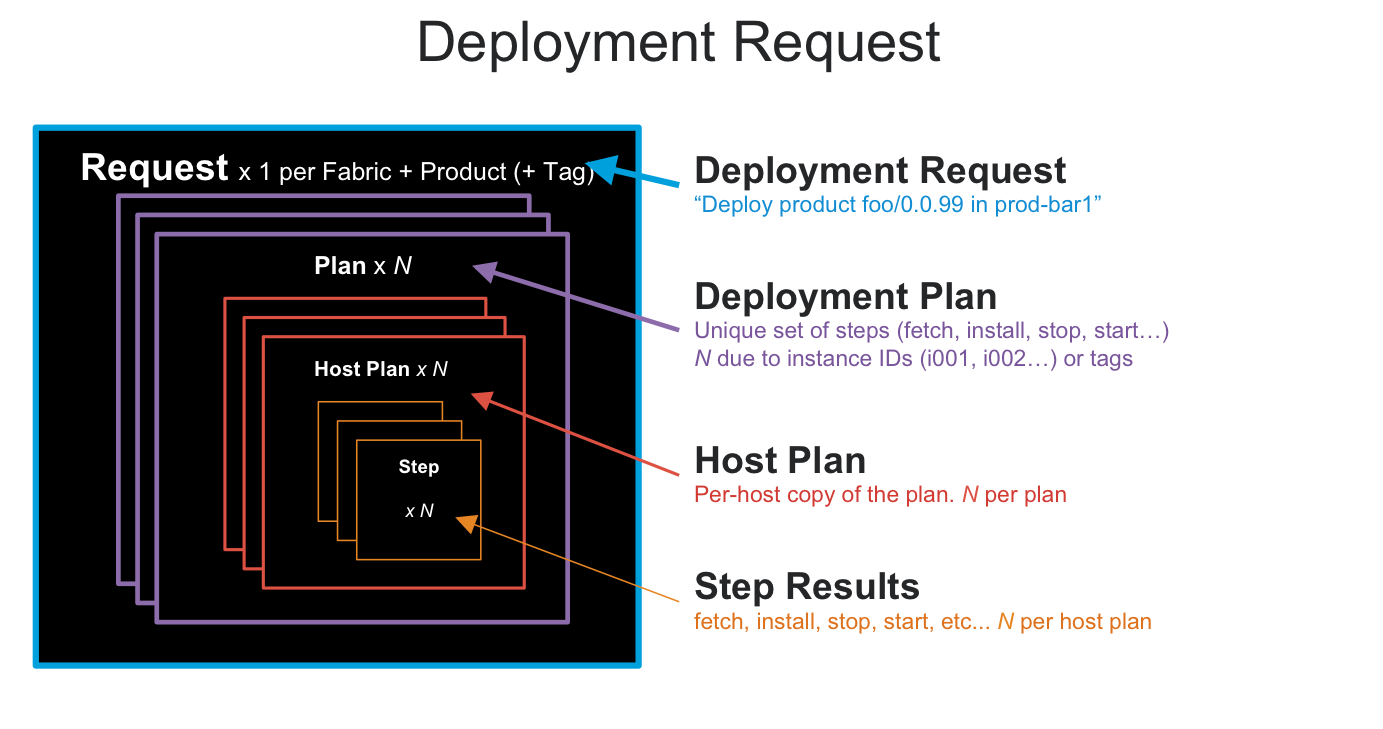 Deployment Request
Request x 1 per Fabric + Product (+ Tag)
Plan x N
Host Plan x N
Step
x N
Deployment Request
“Deploy product foo/0.0.99 in prod-bar1”
Deployment Plan
Unique set of steps (fetch, install, stop, start…)
N due to instance IDs (i001, i002…) or tags
Host Plan
Per-host copy of the plan. N per plan
Step Results
fetch, install, stop, start, etc... N per host plan